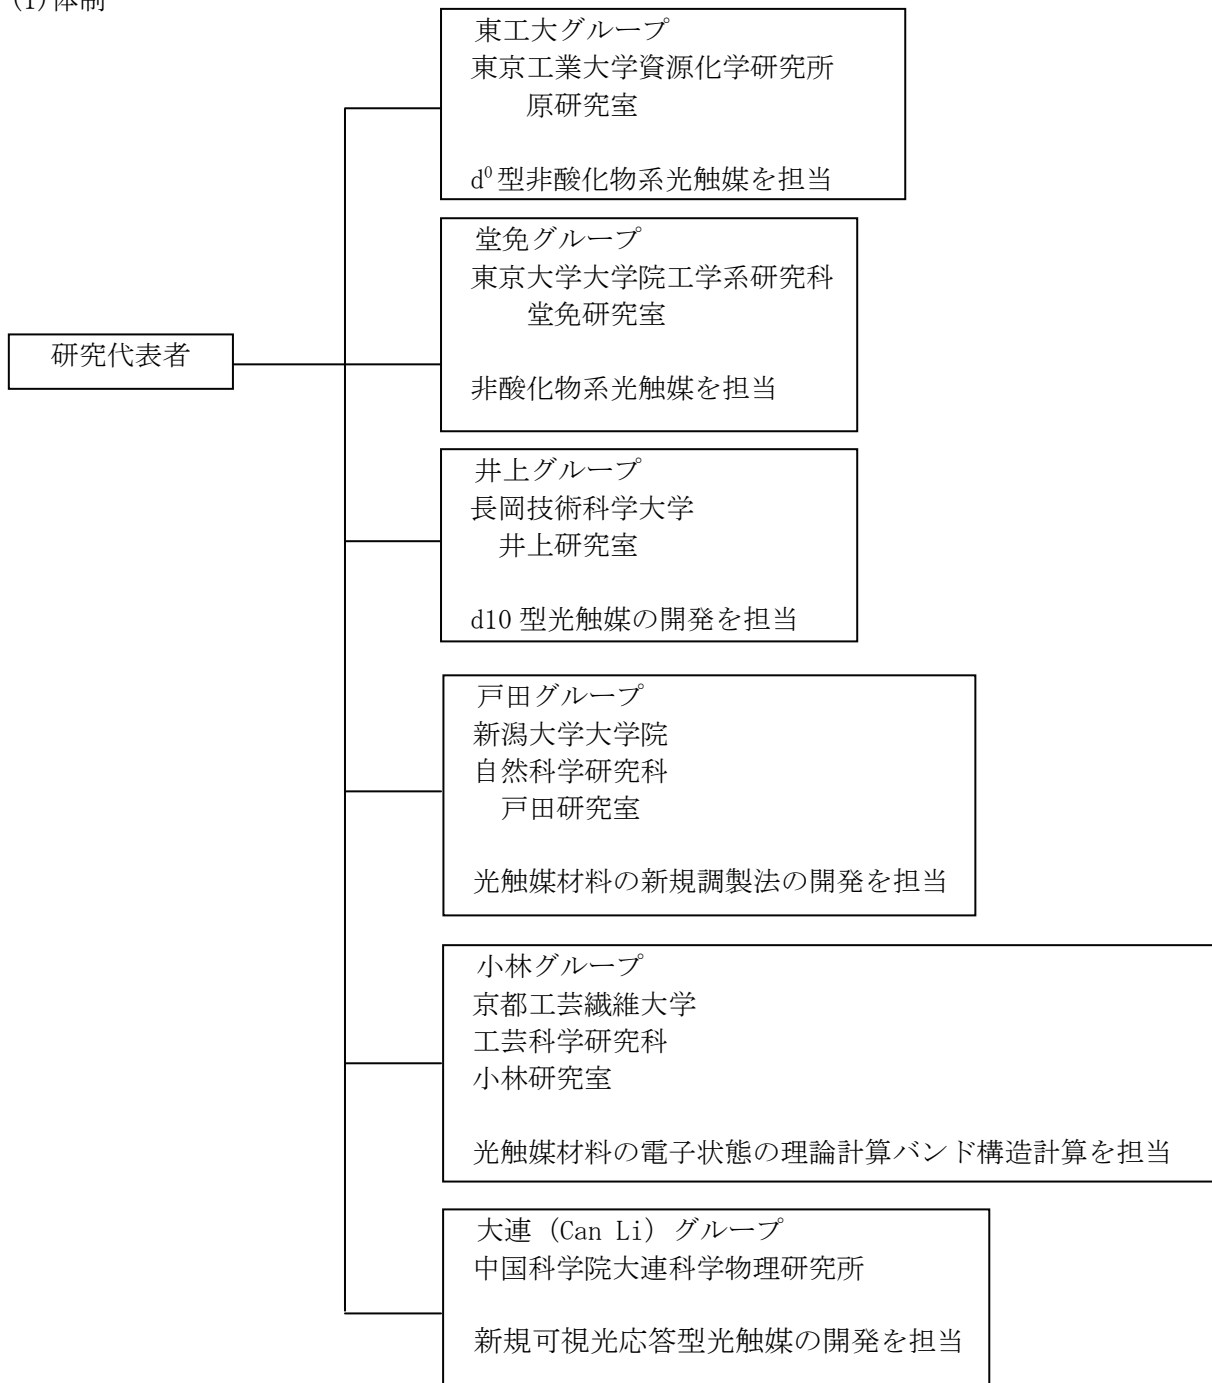 (1)体制
東工大グループ
東京工業大学資源化学研究所
原研究室
d⁰型非酸化物系光触媒を担当
堂免グループ
東京大学大学院工学系研究科
堂免研究室
非酸化物系光触媒を担当
研究代表者
井上グループ
長岡技術科学大学
井上研究室
d10 型光触媒の開発を担当
戸田グループ
新潟大学大学院
自然科学研究科
戸田研究室
光触媒材料の新規調製法の開発を担当
小林グループ
京都工芸繊維大学
工芸科学研究科
小林研究室
光触媒材料の電子状態の理論計算バンド構造計算を担当
大連（Can Li）グループ
中国科学院大連科学物理研究所
新規可視光応答型光触媒の開発を担当